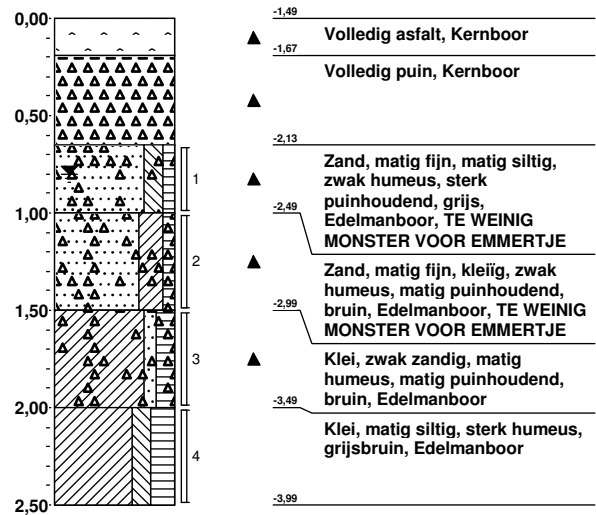 0,00
-1,49
Volledig asfalt, Kernboor
-1,67
Volledig puin, Kernboor
0,50
-2,13
Zand, matig fijn, matig siltig,
zwak humeus, sterk
puinhoudend, grijs,
Edelmanboor, TE WEINIG
MONSTER VOOR EMMERTJE
1
1,00
-2,49
Zand, matig fijn, kleiïg, zwak
humeus, matig puinhoudend,
bruin, Edelmanboor, TE WEINIG
MONSTER VOOR EMMERTJE
2
1,50
-2,99
Klei, zwak zandig, matig
humeus, matig puinhoudend,
bruin, Edelmanboor
3
2,00
-3,49
Klei, matig siltig, sterk humeus,
grijsbruin, Edelmanboor
4
2,50
-3,99